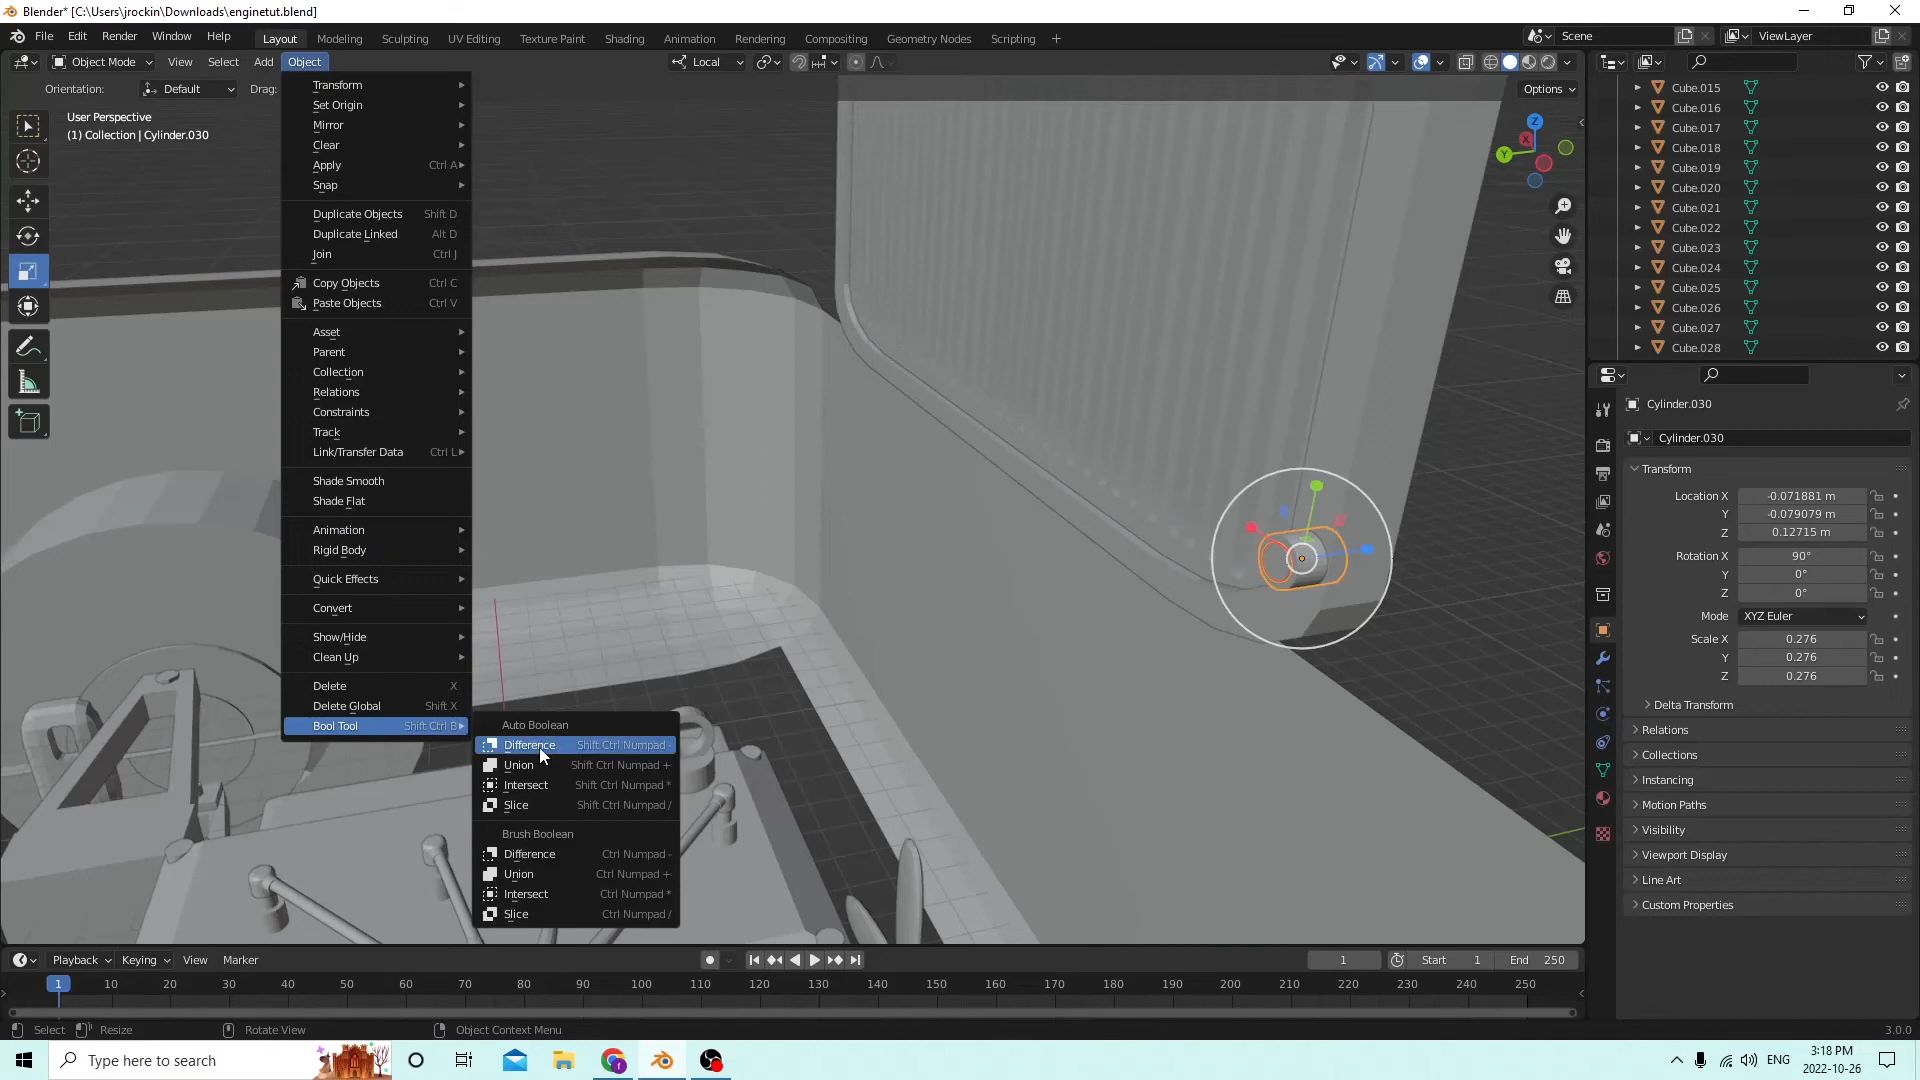 Blender* [C:\Users\jrockin\Downloads\enginetut.blend]
File Edit Render Window Help
Layout Modeling Sculpting UV Editing Texture Paint Shading Animation Rendering Compositing Geometry Nodes Scripting +
Scene
ViewLayer
Object Mode View Select Add Object
Local
Orientation: Default Drag:
Options
User Perspective
(1) Collection | Cylinder.030
Transform
Set Origin
Mirror
Clear
Apply Ctrl A
Snap
Duplicate Objects Shift D
Duplicate Linked Alt D
Join Ctrl J
Copy Objects Ctrl C
Paste Objects Ctrl V
Asset
Parent
Collection
Relations
Constraints
Track
Link/Transfer Data Ctrl L
Shade Smooth
Shade Flat
Animation
Rigid Body
Quick Effects
Convert
Show/Hide
Clean Up
Delete X
Delete Global Shift X
Bool Tool Shift Ctrl B
Auto Boolean
Difference Shift Ctrl Numpad -
Union Shift Ctrl Numpad +
Intersect Shift Ctrl Numpad *
Slice Shift Ctrl Numpad /
Brush Boolean
Difference Ctrl Numpad -
Union Ctrl Numpad +
Intersect Ctrl Numpad *
Slice Ctrl Numpad /
Z
Y
X
Cube.015
Cube.016
Cube.017
Cube.018
Cube.019
Cube.020
Cube.021
Cube.022
Cube.023
Cube.024
Cube.025
Cube.026
Cube.027
Cube.028
Cylinder.030
Cylinder.030
Transform
Location X -0.071881 m
Y -0.079079 m
Z 0.12715 m
Rotation X 90°
Y 0°
Z 0°
Mode XYZ Euler
Scale X 0.276
Y 0.276
Z 0.276
Delta Transform
Relations
Collections
Instancing
Motion Paths
Visibility
Viewport Display
Line Art
Custom Properties
Playback Keying View Marker
1 Start 1 End 250
1 10 20 30 40 50 60 70 80 90 100 110 120 130 140 150 160 170 180 190 200 210 220 230 240 250
Select Resize Rotate View Object Context Menu 3.0.0
Type here to search
ENG
3:18 PM
2022-10-26